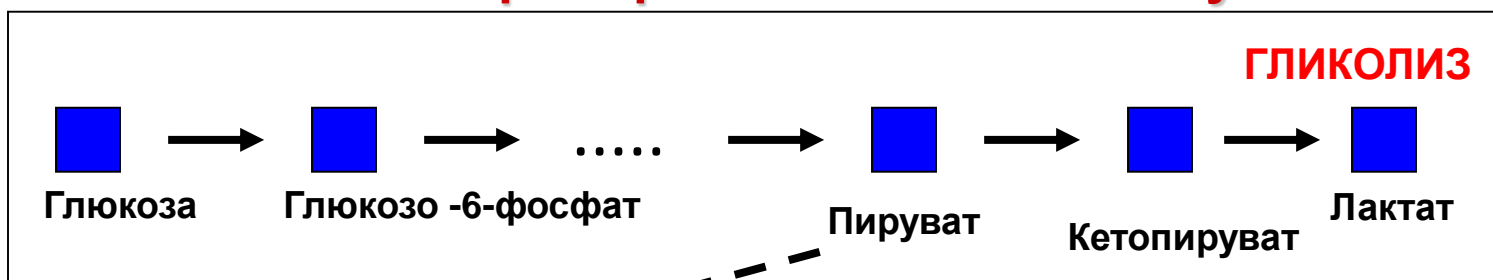 ГЛИКОЛИЗ
.....
Глюкоза
Глюкозо -6-фосфат
Пируват
Кетопируват
Лактат